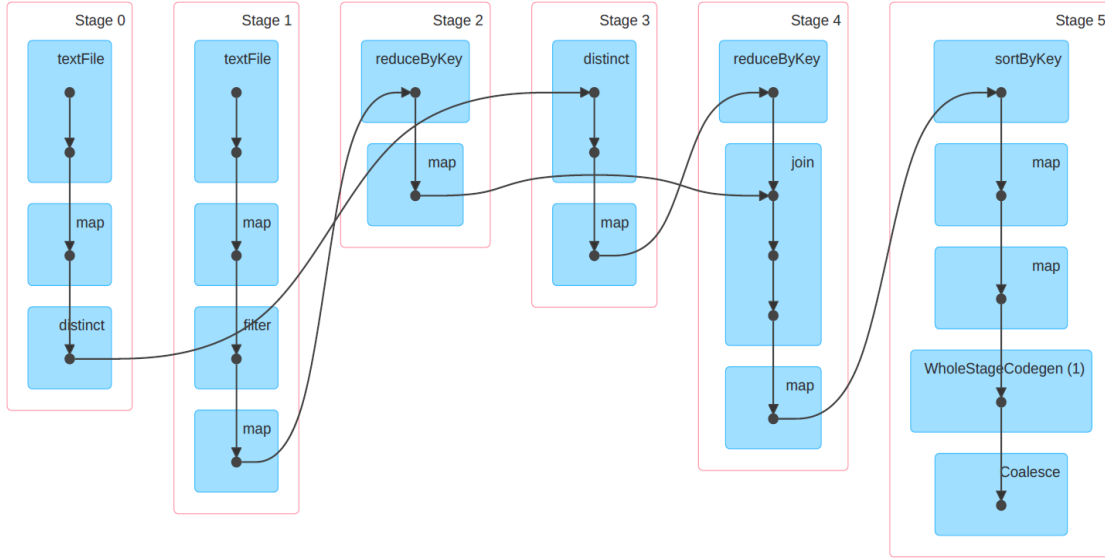 Stage 0
textFile
map
distinct
Stage 1
textFile
map
filter
map
Stage 2
reduceByKey
map
Stage 3
distinct
map
Stage 4
reduceByKey
join
map
Stage 5
sortByKey
map
map
WholeStageCodegen (1)
Coalesce